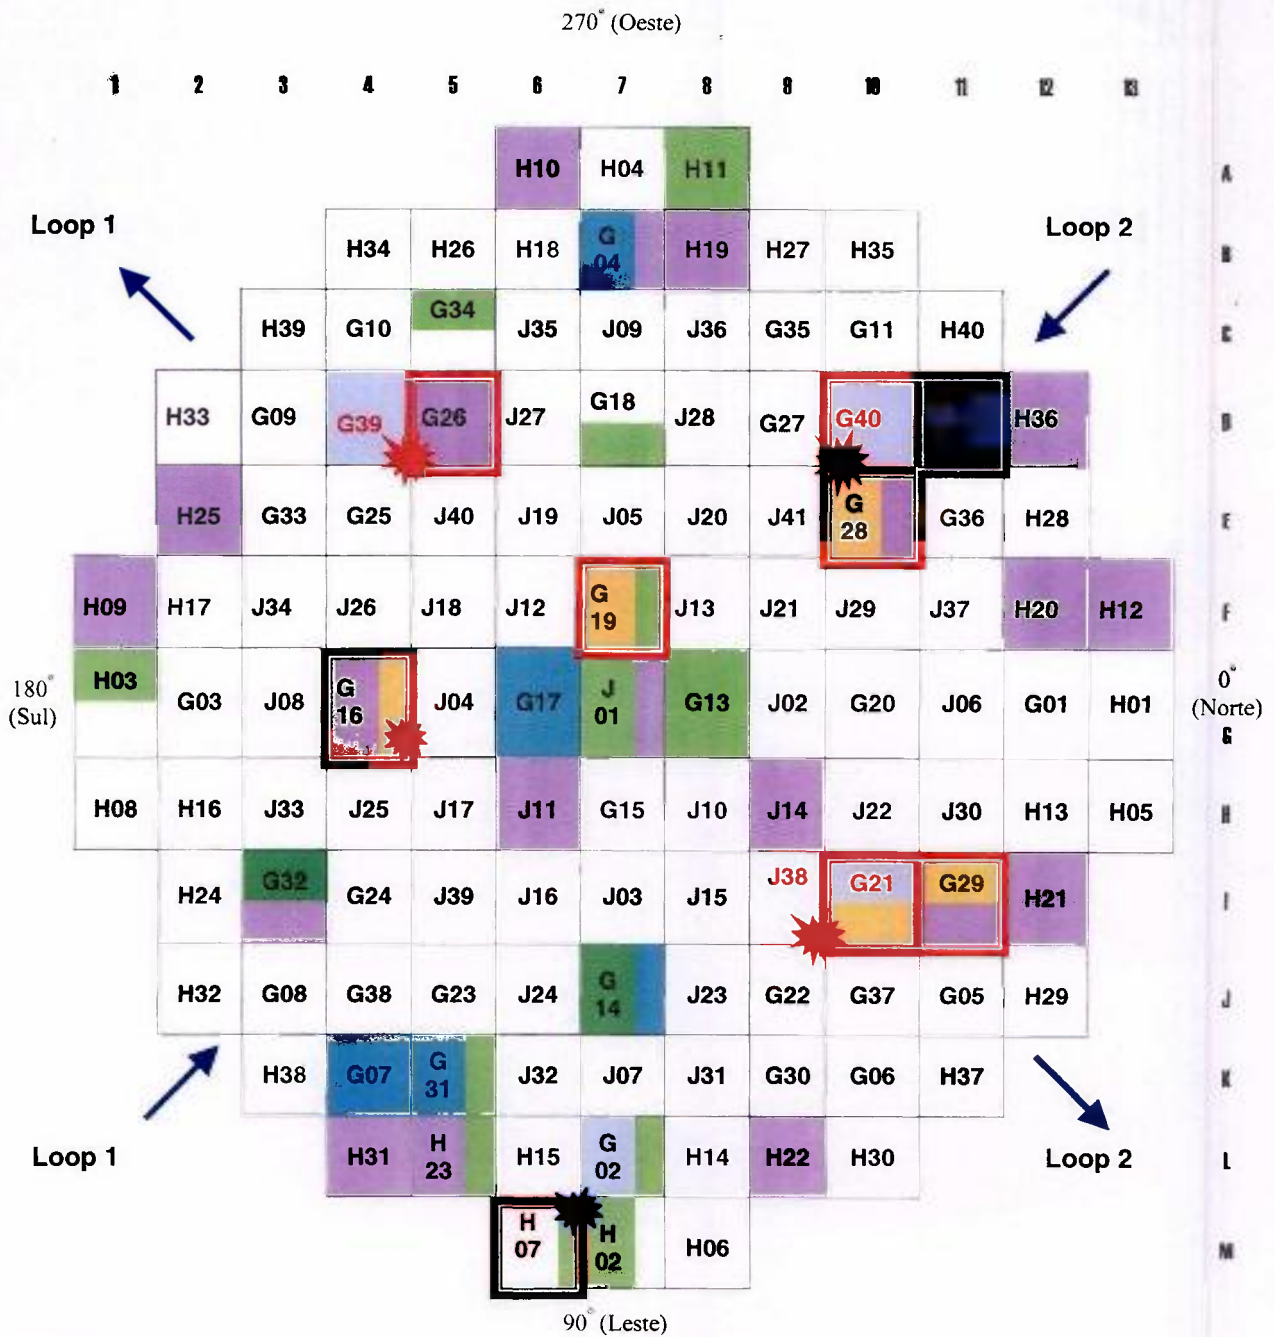 270° (Oeste)
1 2 3 4 5 6 7 8 9 10 11 12 13
H10 H04 H11 A
Loop 1
Loop 2
H34 H26 H18 G 04 H19 H27 H35 B
H39 G10 G34 J35 J09 J36 G35 G11 H40 C
H33 G09 G39 G26 J27 G18 J28 G27 G40 H36 D
H25 G33 G25 J40 J19 J05 J20 J41 G 28 G36 H28 E
H09 H17 J34 J26 J18 J12 G 19 J13 J21 J29 J37 H20 H12 F
180° (Sul) H03 G03 J08 G 16 J04 G17 J 01 G13 J02 G20 J06 G01 H01 0° (Norte) G
H08 H16 J33 J25 J17 J11 G15 J10 J14 J22 J30 H13 H05 H
H24 G32 G24 J39 J16 J03 J15 J38 G21 G29 H21 I
H32 G08 G38 G23 J24 G 14 J23 G22 G37 G05 H29 J
H38 G07 G 31 J32 J07 J31 G30 G06 H37 K
Loop 1 H31 H 23 H15 G 02 H14 H22 H30 Loop 2 L
H 07 H 02 H06 M
90° (Leste)